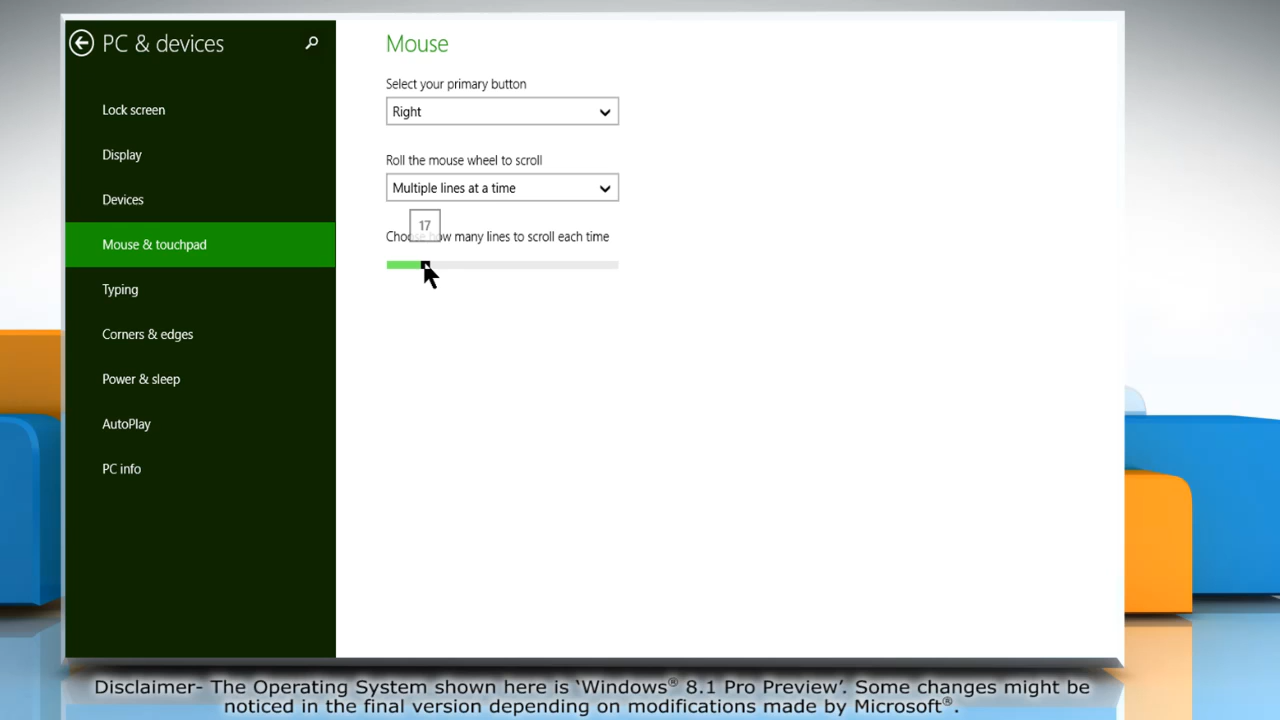 PC & devices
Lock screen
Display
Devices
Mouse & touchpad
Typing
Corners & edges
Power & sleep
AutoPlay
PC info
Mouse
Select your primary button
Right
Roll the mouse wheel to scroll
Multiple lines at a time
17
Choose how many lines to scroll each time
Disclaimer- The Operating System shown here is 'Windows® 8.1 Pro Preview'. Some changes might be
noticed in the final version depending on modifications made by Microsoft®.